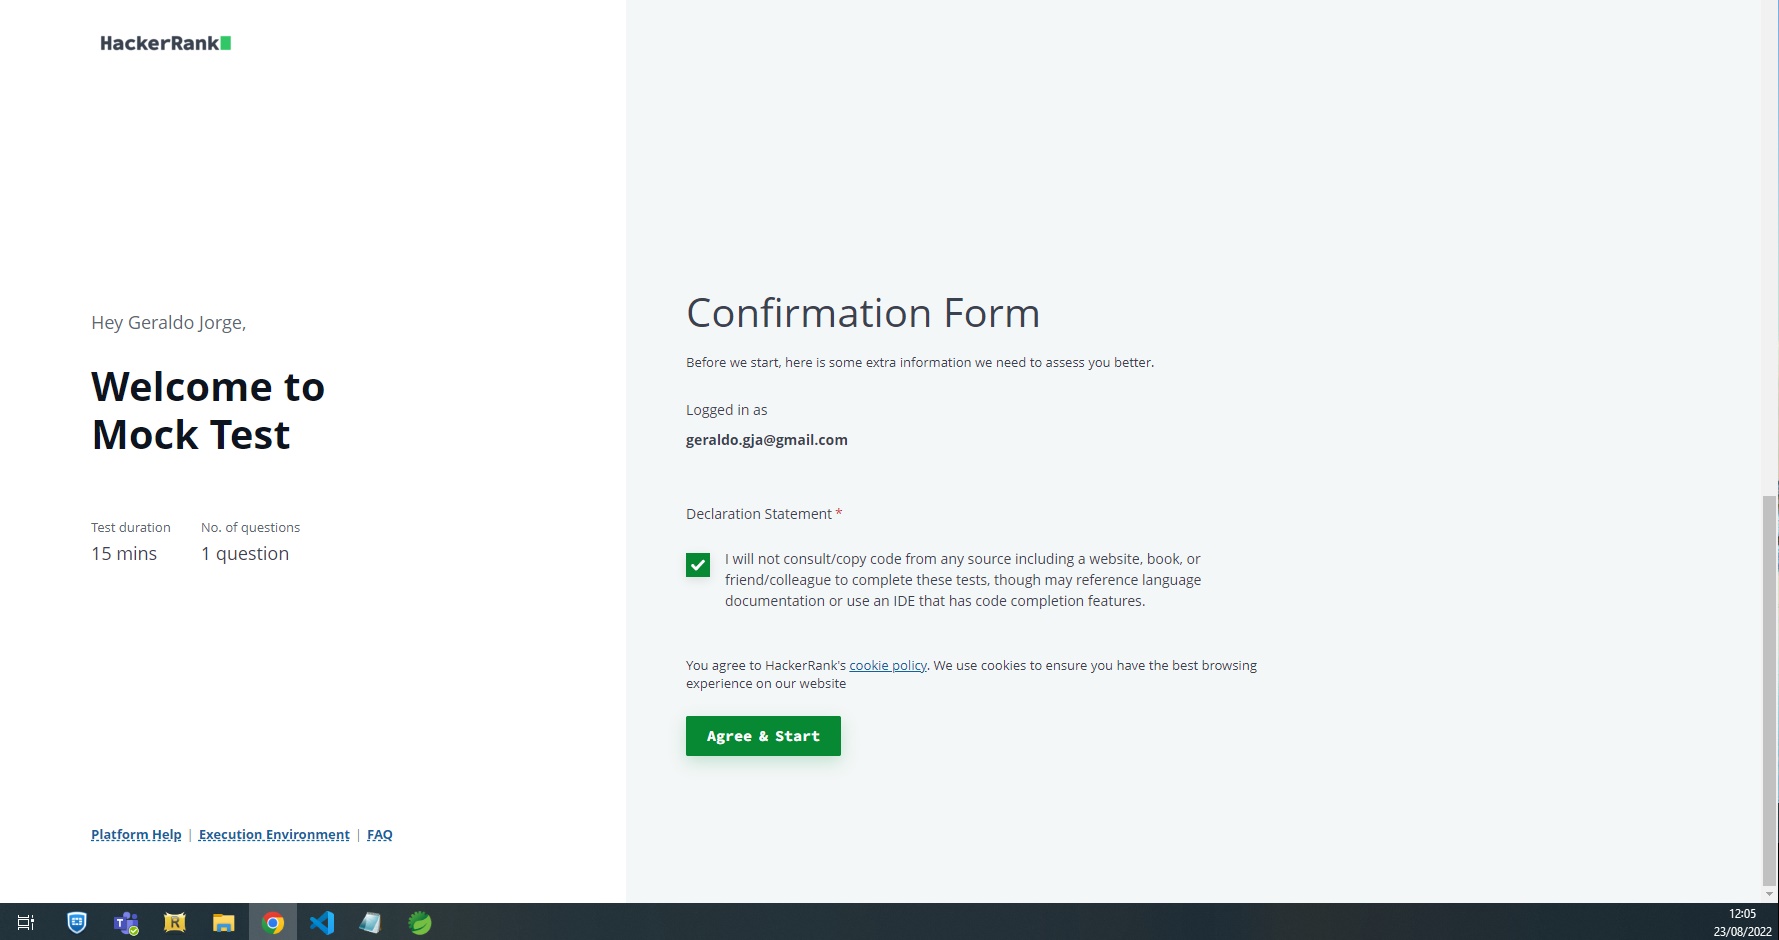 HackerRank
Hey Geraldo Jorge,
Welcome to
Mock Test
Test duration
No. of questions
15 mins
1 question
Platform Help | Execution Environment | FAQ
Confirmation Form
Before we start, here is some extra information we need to assess you better.
Logged in as
geraldo.gja@gmail.com
Declaration Statement *
I will not consult/copy code from any source including a website, book, or
friend/colleague to complete these tests, though may reference language
documentation or use an IDE that has code completion features.
You agree to HackerRank's cookie policy. We use cookies to ensure you have the best browsing
experience on our website
Agree & Start
12:05
23/08/2022